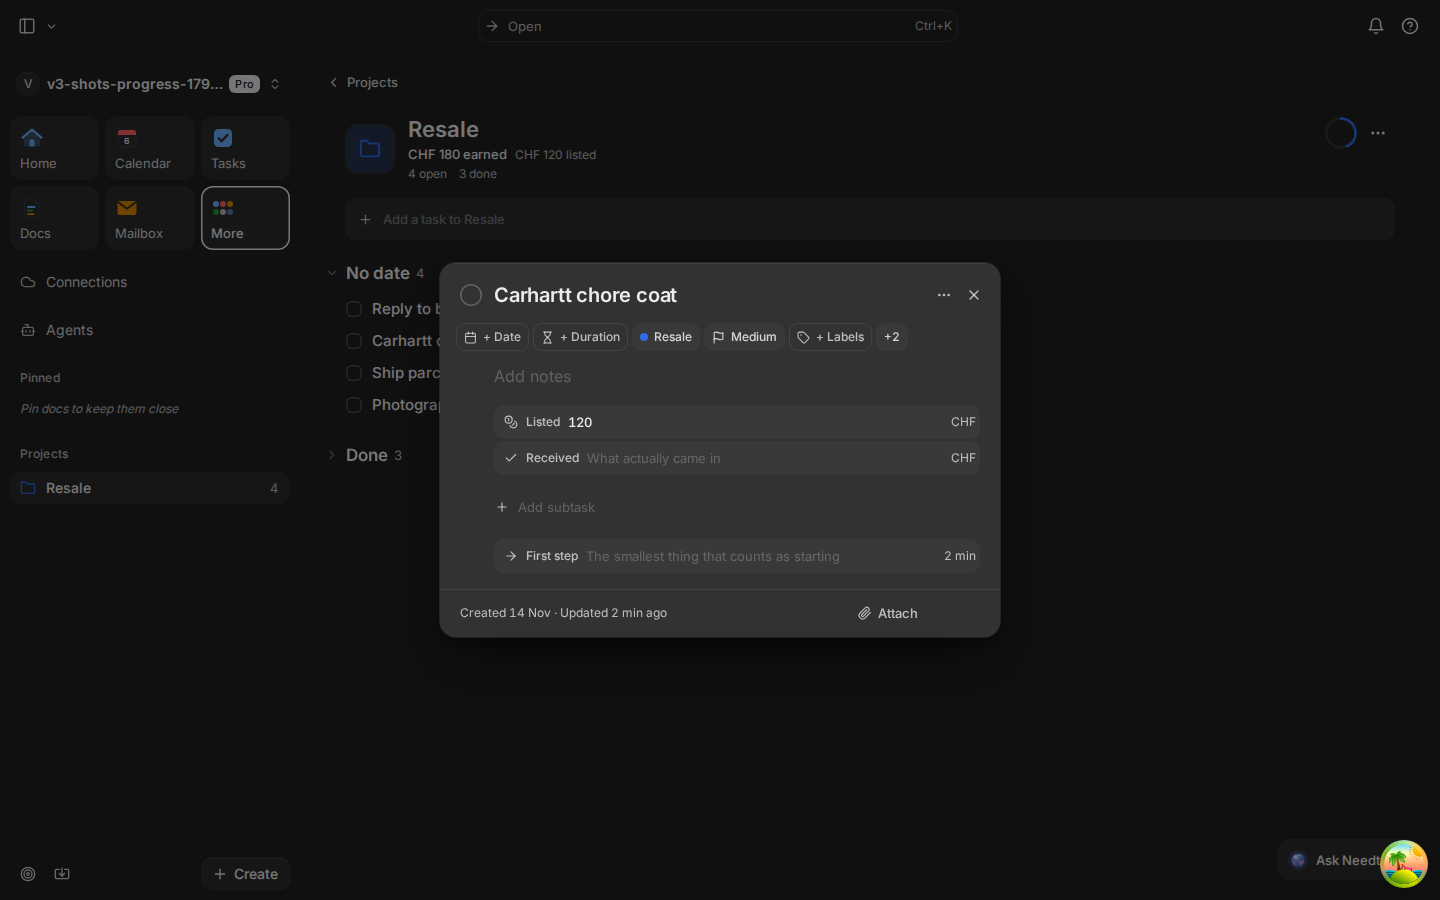 Open
Ctrl+K
V
v3-shots-progress-179...
Pro
Projects
Home
6
Calendar
Tasks
Docs
Mailbox
More
Connections
Agents
Pinned
Pin docs to keep them close
Projects
Resale
4
Resale
CHF 180 earned CHF 120 listed
4 open 3 done
Add a task to Resale
No date 4
Reply to
Carhartt
Ship
Done 3
Carhartt chore coat
+ Date
+ Duration
Resale
Medium
+ Labels
+2
Add notes
Listed 120 CHF
Received What actually came in CHF
Add subtask
First step The smallest thing that counts as starting 2 min
Created 14 Nov · Updated 2 min ago
Attach
Create
Ask